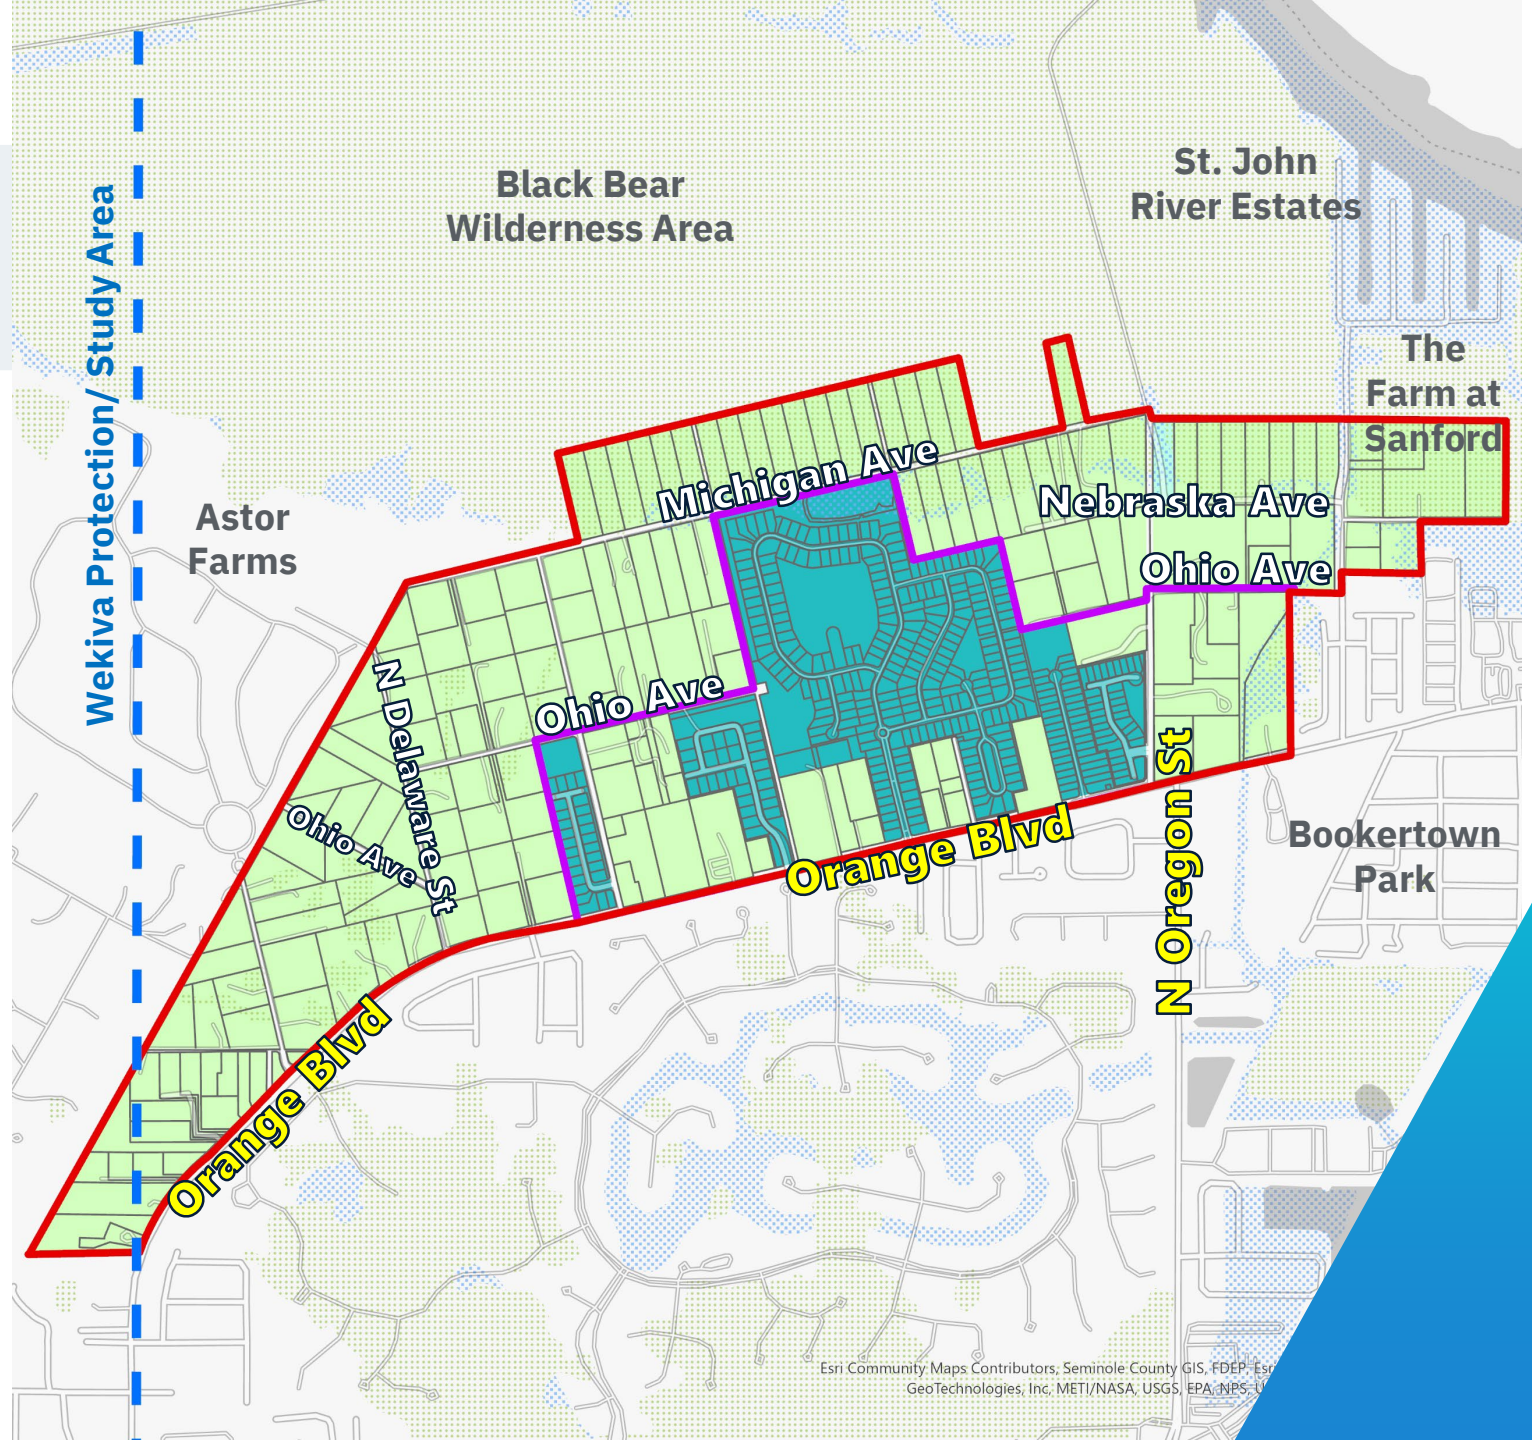 St. John
River Estates
Black Bear
Wilderness Area
Wekiva Protection/ Study Area
The
Farm at
Sanford
Michigan Ave
Nebraska Ave
Astor
Farms
Ohio Ave
N Delaware St
Ohio Ave
Ohio Ave
N Oregon St
Orange Blvd
Bookertown
Park
Orange Blvd
Esri Community Maps Contributors, Seminole County GIS, FDEP, Esri
GeoTechnologies, Inc, METI/NASA, USGS, EPA, NPS,